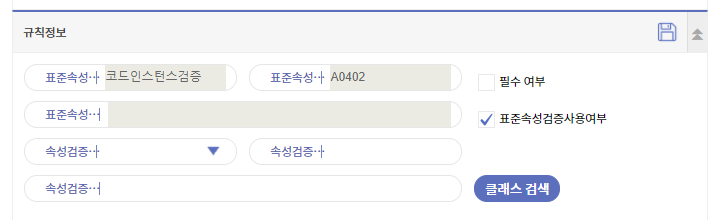 규칙정보
표준속성··· 코드인스턴스검증 표준속성··· A0402 필수 여부
표준속성··· 표준속성검증사용여부
속성검증··· 속성검증···
속성검증··· 클래스 검색